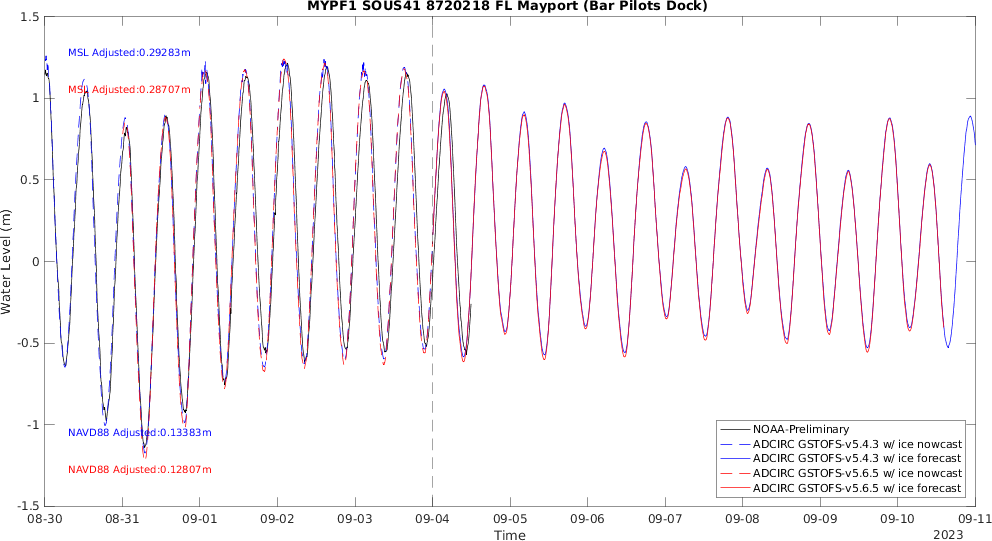 MYPF1 SOUS41 8720218 FL Mayport (Bar Pilots Dock)
1.5
1
0.5
0
-0.5
-1
-1.5
Water Level (m)
MSL Adjusted:0.29283m
MSL Adjusted:0.28707m
NAVD88 Adjusted:0.13383m
NAVD88 Adjusted:0.12807m
NOAA-Preliminary
ADCIRC GSTOFS-v5.4.3 w/ ice nowcast
ADCIRC GSTOFS-v5.4.3 w/ ice forecast
ADCIRC GSTOFS-v5.6.5 w/ ice nowcast
ADCIRC GSTOFS-v5.6.5 w/ ice forecast
08-30 08-31 09-01 09-02 09-03 09-04 09-05 09-06 09-07 09-08 09-09 09-10 09-11
Time
2023